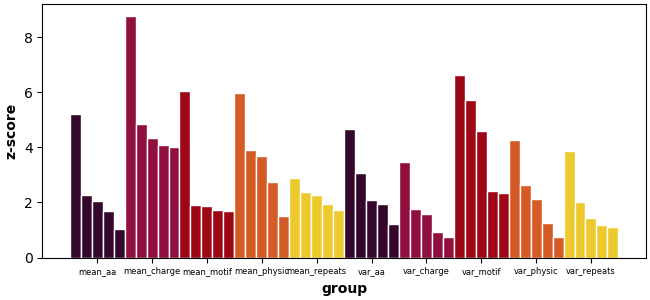 8
6
4
2
0
z-score
mean_aa mean_charge mean_motif mean_physic mean_repeats var_aa var_charge var_motif var_physic var_repeats
group